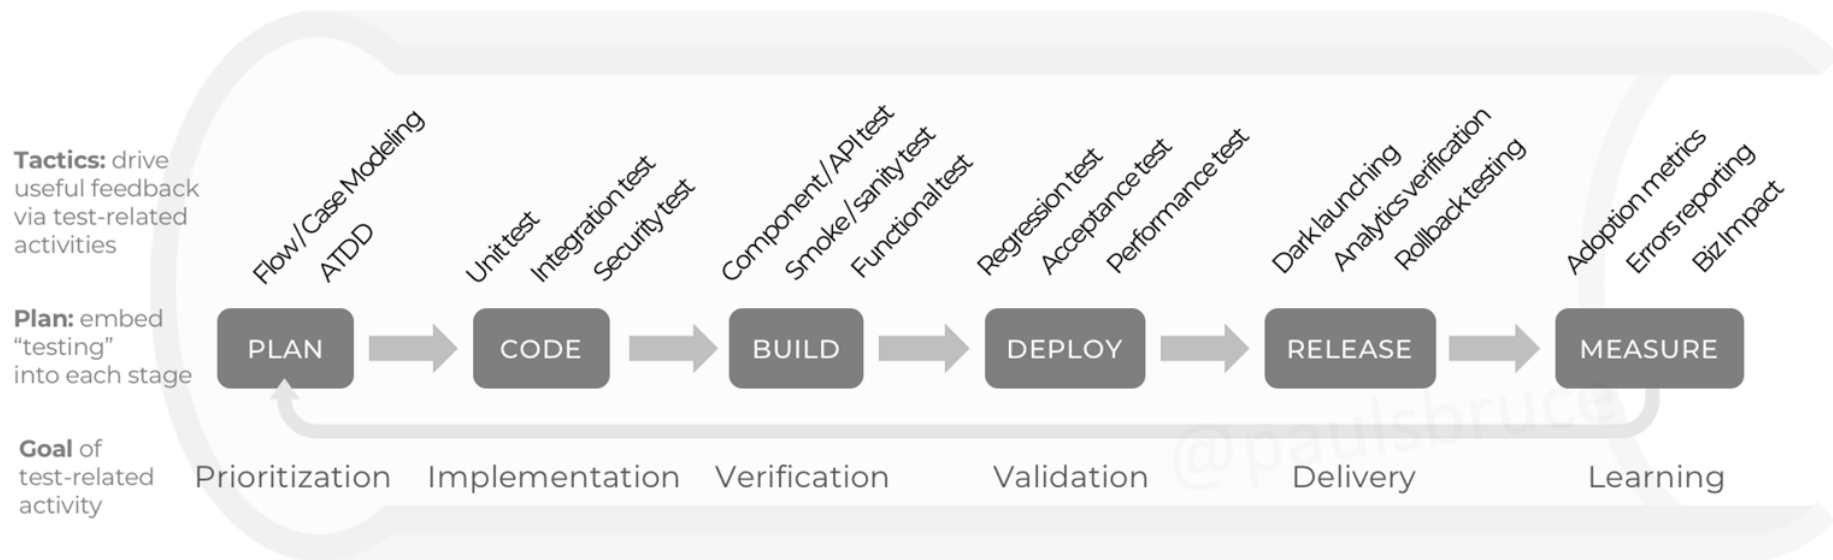 Tactics: drive
useful feedback
via test-related
activities
Flow / Case Modeling
ATDD
Unit test
Integration test
Security test
Component / API test
Smoke / sanity test
Functional test
Regression test
Acceptance test
Performance test
Dark launching
Analytics verification
Rollback testing
Adoption metrics
Errors reporting
Biz Impact
Plan: embed
“testing”
into each stage
PLAN
CODE
BUILD
DEPLOY
RELEASE
MEASURE
@paulsbruce
Goal of
test-related
activity
Prioritization
Implementation
Verification
Validation
Delivery
Learning